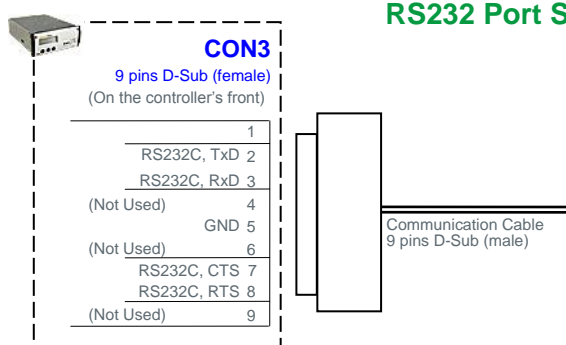 RS232 Port S
CON3
9 pins D-Sub (female)
(On the controller's front)
1
RS232C, TxD 2
RS232C, RxD 3
(Not Used) 4
GND 5
(Not Used) 6
RS232C, CTS 7
RS232C, RTS 8
(Not Used) 9
Communication Cable
9 pins D-Sub (male)